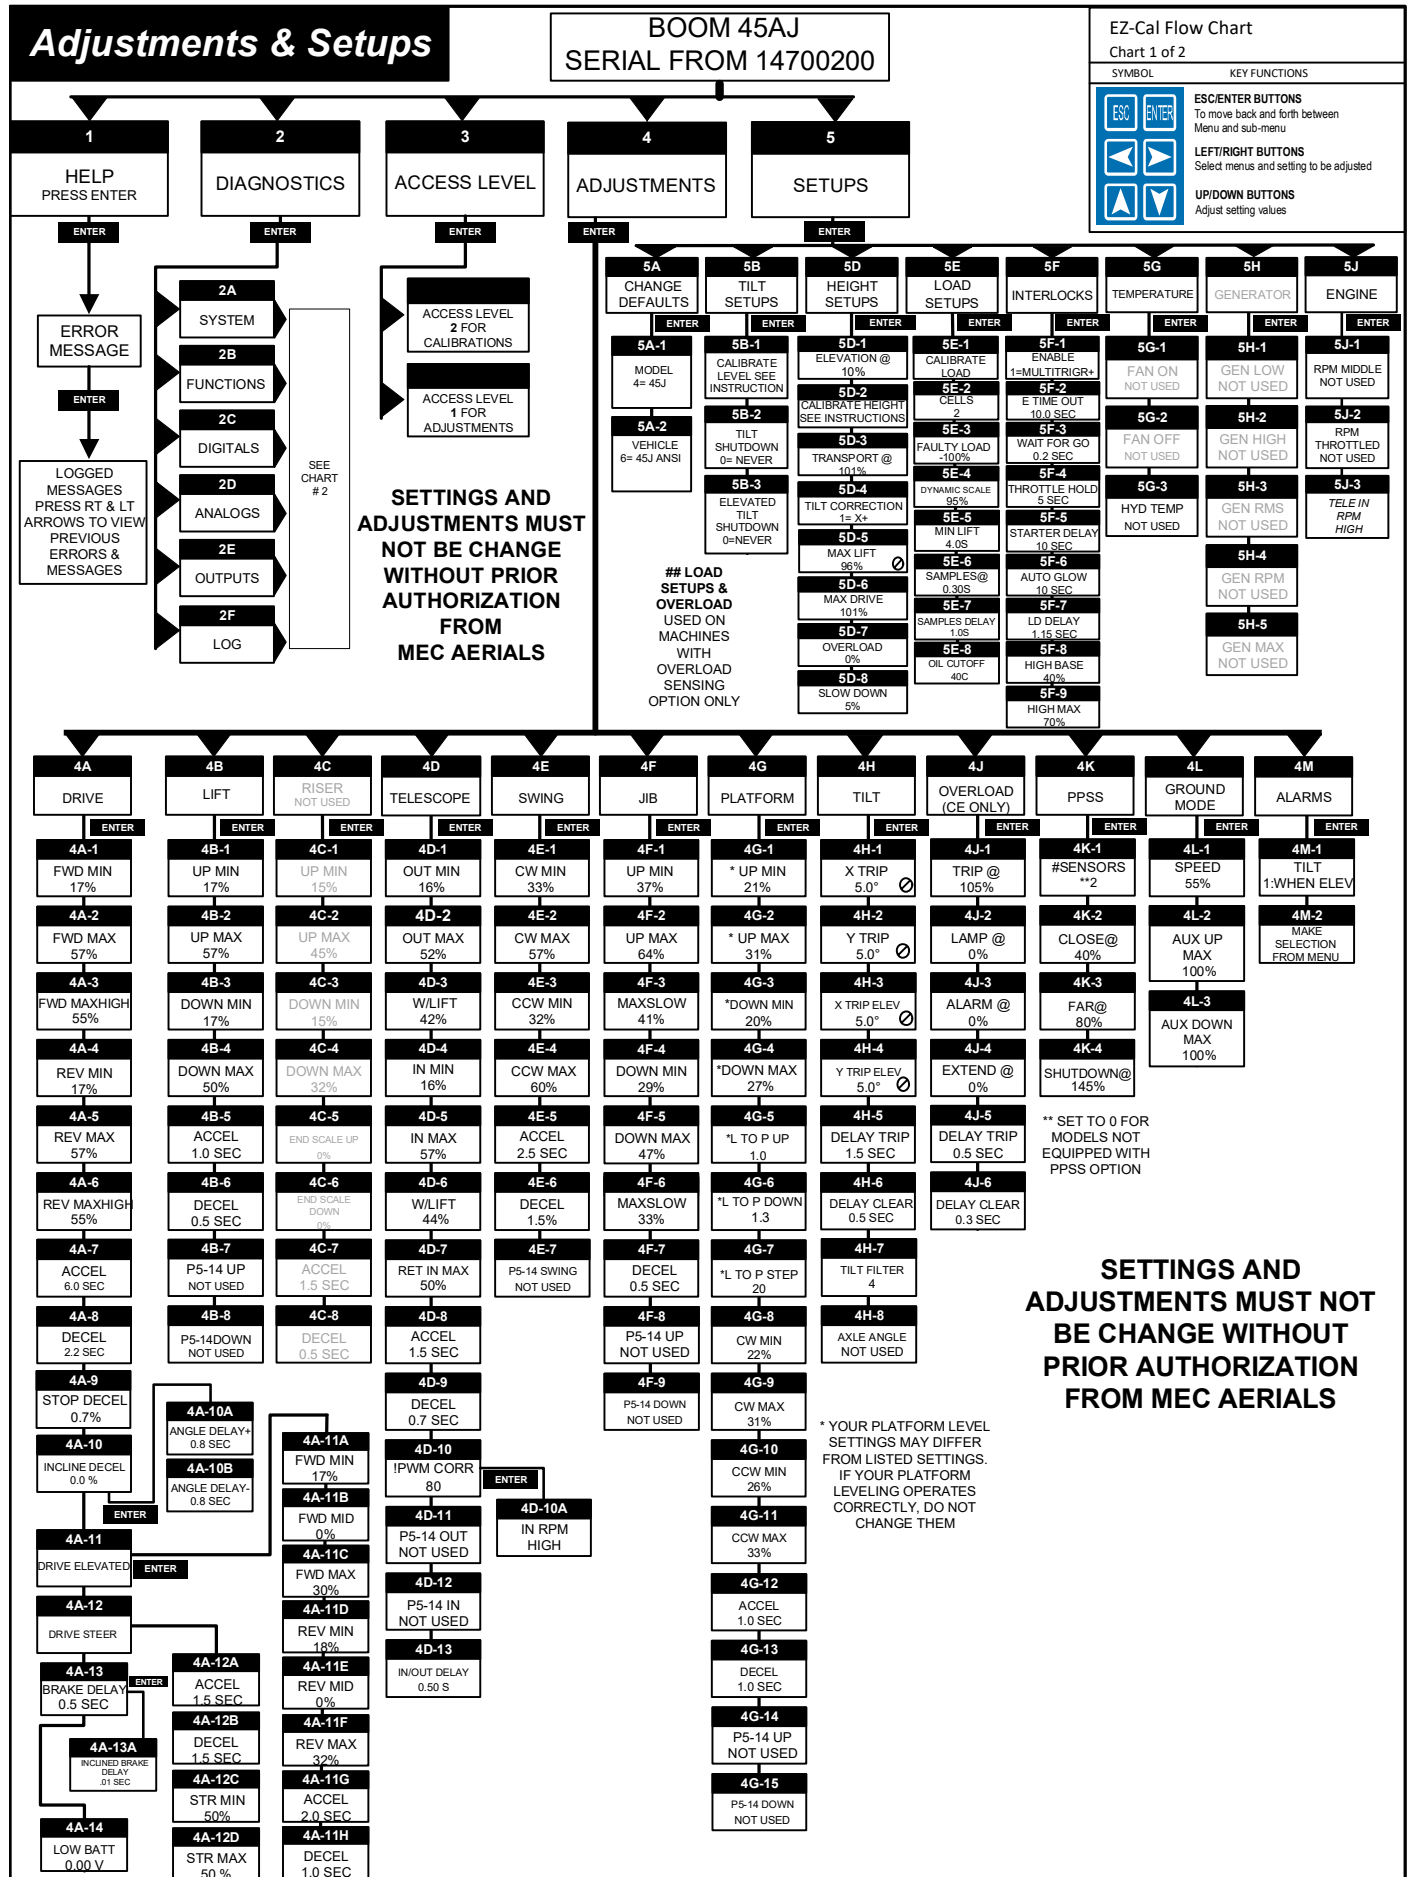 Adjustments & Setups
BOOM 45AJ
SERIAL FROM 14700200
EZ-Cal Flow Chart
Chart 1 of 2
SYMBOL KEY FUNCTIONS
ESC ENTER
ESC/ENTER BUTTONS
To move back and forth between
Menu and sub-menu
LEFT/RIGHT BUTTONS
Select menus and setting to be adjusted
UP/DOWN BUTTONS
Adjust setting values
1
HELP
PRESS ENTER
ENTER
ERROR
MESSAGE
ENTER
LOGGED
MESSAGES
PRESS RT & LT
ARROWS TO VIEW
PREVIOUS
ERRORS &
MESSAGES
2
DIAGNOSTICS
ENTER
2A
SYSTEM
2B
FUNCTIONS
2C
DIGITALS
2D
ANALOGS
2E
OUTPUTS
2F
LOG
SEE
CHART
# 2
3
ACCESS LEVEL
ENTER
ACCESS LEVEL
2 FOR
CALIBRATIONS
ACCESS LEVEL
1 FOR
ADJUSTMENTS
SETTINGS AND
ADJUSTMENTS MUST
NOT BE CHANGE
WITHOUT PRIOR
AUTHORIZATION
FROM
MEC AERIALS
4
ADJUSTMENTS
ENTER
5
SETUPS
ENTER
5A
CHANGE
DEFAULTS
ENTER
5A-1
MODEL
4= 45J
5A-2
VEHICLE
6= 45J ANSI
5B
TILT
SETUPS
ENTER
5B-1
CALIBRATE
LEVEL SEE
INSTRUCTION
5B-2
TILT
SHUTDOWN
0= NEVER
5B-3
ELEVATED
TILT
SHUTDOWN
0=NEVER
## LOAD
SETUPS &
OVERLOAD
USED ON
MACHINES
WITH
OVERLOAD
SENSING
OPTION ONLY
5D
HEIGHT
SETUPS
ENTER
5D-1
ELEVATION @
10%
5D-2
CALIBRATE HEIGHT
SEE INSTRUCTIONS
5D-3
TRANSPORT @
101%
5D-4
TILT CORRECTION
1= X+
5D-5
MAX LIFT
96%
5D-6
MAX DRIVE
101%
5D-7
OVERLOAD
0%
5D-8
SLOW DOWN
5%
5E
LOAD
SETUPS
ENTER
5E-1
CALIBRATE
LOAD
5E-2
CELLS
2
5E-3
FAULTY LOAD
-100%
5E-4
DYNAMIC SCALE
95%
5E-5
MIN LIFT
4.0S
5E-6
SAMPLES@
0.30S
5E-7
SAMPLES DELAY
1.0S
5E-8
OIL CUTOFF
40C
5F
INTERLOCKS
ENTER
5F-1
ENABLE
1=MULTITRIGR+
5F-2
E TIME OUT
10.0 SEC
5F-3
WAIT FOR GO
0.2 SEC
5F-4
THROTTLE HOLD
5 SEC
5F-5
STARTER DELAY
10 SEC
5F-6
AUTO GLOW
10 SEC
5F-7
LD DELAY
1.15 SEC
5F-8
HIGH BASE
40%
5F-9
HIGH MAX
70%
5G
TEMPERATURE
ENTER
5G-1
FAN ON
NOT USED
5G-2
FAN OFF
NOT USED
5G-3
HYD TEMP
NOT USED
5H
GENERATOR
ENTER
5H-1
GEN LOW
NOT USED
5H-2
GEN HIGH
NOT USED
5H-3
GEN RMS
NOT USED
5H-4
GEN RPM
NOT USED
5H-5
GEN MAX
NOT USED
5J
ENGINE
ENTER
5J-1
RPM MIDDLE
NOT USED
5J-2
RPM
THROTTLED
NOT USED
5J-3
TELE IN
RPM
HIGH
4A
DRIVE
ENTER
4A-1
FWD MIN
17%
4A-2
FWD MAX
57%
4A-3
FWD MAXHIGH
55%
4A-4
REV MIN
17%
4A-5
REV MAX
57%
4A-6
REV MAXHIGH
55%
4A-7
ACCEL
6.0 SEC
4A-8
DECEL
2.2 SEC
4A-9
STOP DECEL
0.7%
4A-10
INCLINE DECEL
0.0 %
ENTER
4A-11
DRIVE ELEVATED
ENTER
4A-12
DRIVE STEER
4A-13
BRAKE DELAY
0.5 SEC
ENTER
4A-13A
INCLINED BRAKE
DELAY
.01 SEC
4A-14
LOW BATT
0.00 V
4B
LIFT
ENTER
4B-1
UP MIN
17%
4B-2
UP MAX
57%
4B-3
DOWN MIN
17%
4B-4
DOWN MAX
50%
4B-5
ACCEL
1.0 SEC
4B-6
DECEL
0.5 SEC
4B-7
P5-14 UP
NOT USED
4B-8
P5-14DOWN
NOT USED
4A-10A
ANGLE DELAY+
0.8 SEC
4A-10B
ANGLE DELAY-
0.8 SEC
4A-12A
ACCEL
1.5 SEC
4A-12B
DECEL
1.5 SEC
4A-12C
STR MIN
50%
4A-12D
STR MAX
50 %
4C
RISER
NOT USED
ENTER
4C-1
UP MIN
15%
4C-2
UP MAX
45%
4C-3
DOWN MIN
15%
4C-4
DOWN MAX
32%
4C-5
END SCALE UP
0%
4C-6
END SCALE
DOWN
0%
4C-7
ACCEL
1.5 SEC
4C-8
DECEL
0.5 SEC
4A-11A
FWD MIN
17%
4A-11B
FWD MID
0%
4A-11C
FWD MAX
30%
4A-11D
REV MIN
18%
4A-11E
REV MID
0%
4A-11F
REV MAX
32%
4A-11G
ACCEL
2.0 SEC
4A-11H
DECEL
1.0 SEC
4D
TELESCOPE
ENTER
4D-1
OUT MIN
16%
4D-2
OUT MAX
52%
4D-3
W/LIFT
42%
4D-4
IN MIN
16%
4D-5
IN MAX
57%
4D-6
W/LIFT
44%
4D-7
RET IN MAX
50%
4D-8
ACCEL
1.5 SEC
4D-9
DECEL
0.7 SEC
4D-10
!PWM CORR
80
ENTER
4D-10A
IN RPM
HIGH
4D-11
P5-14 OUT
NOT USED
4D-12
P5-14 IN
NOT USED
4D-13
IN/OUT DELAY
0.50 S
4E
SWING
ENTER
4E-1
CW MIN
33%
4E-2
CW MAX
57%
4E-3
CCW MIN
32%
4E-4
CCW MAX
60%
4E-5
ACCEL
2.5 SEC
4E-6
DECEL
1.5%
4E-7
P5-14 SWING
NOT USED
4F
JIB
ENTER
4F-1
UP MIN
37%
4F-2
UP MAX
64%
4F-3
MAXSLOW
41%
4F-4
DOWN MIN
29%
4F-5
DOWN MAX
47%
4F-6
MAXSLOW
33%
4F-7
DECEL
0.5 SEC
4F-8
P5-14 UP
NOT USED
4F-9
P5-14 DOWN
NOT USED
4G
PLATFORM
ENTER
4G-1
* UP MIN
21%
4G-2
* UP MAX
31%
4G-3
*DOWN MIN
20%
4G-4
*DOWN MAX
27%
4G-5
*L TO P UP
1.0
4G-6
*L TO P DOWN
1.3
4G-7
*L TO P STEP
20
4G-8
CW MIN
22%
4G-9
CW MAX
31%
4G-10
CCW MIN
26%
4G-11
CCW MAX
33%
4G-12
ACCEL
1.0 SEC
4G-13
DECEL
1.0 SEC
4G-14
P5-14 UP
NOT USED
4G-15
P5-14 DOWN
NOT USED
4H
TILT
ENTER
4H-1
X TRIP
5.0°
4H-2
Y TRIP
5.0°
4H-3
X TRIP ELEV
5.0°
4H-4
Y TRIP ELEV
5.0°
4H-5
DELAY TRIP
1.5 SEC
4H-6
DELAY CLEAR
0.5 SEC
4H-7
TILT FILTER
4
4H-8
AXLE ANGLE
NOT USED
* YOUR PLATFORM LEVEL
SETTINGS MAY DIFFER
FROM LISTED SETTINGS.
IF YOUR PLATFORM
LEVELING OPERATES
CORRECTLY, DO NOT
CHANGE THEM
4J
OVERLOAD
(CE ONLY)
ENTER
4J-1
TRIP @
105%
4J-2
LAMP @
0%
4J-3
ALARM @
0%
4J-4
EXTEND @
0%
4J-5
DELAY TRIP
0.5 SEC
4J-6
DELAY CLEAR
0.3 SEC
4K
PPSS
ENTER
4K-1
#SENSORS
**2
4K-2
CLOSE@
40%
4K-3
FAR@
80%
4K-4
SHUTDOWN@
145%
** SET TO 0 FOR
MODELS NOT
EQUIPPED WITH
PPSS OPTION
4L
GROUND
MODE
ENTER
4L-1
SPEED
55%
4L-2
AUX UP
MAX
100%
4L-3
AUX DOWN
MAX
100%
4M
ALARMS
ENTER
4M-1
TILT
1:WHEN ELEV
4M-2
MAKE
SELECTION
FROM MENU
SETTINGS AND
ADJUSTMENTS MUST NOT
BE CHANGE WITHOUT
PRIOR AUTHORIZATION
FROM MEC AERIALS